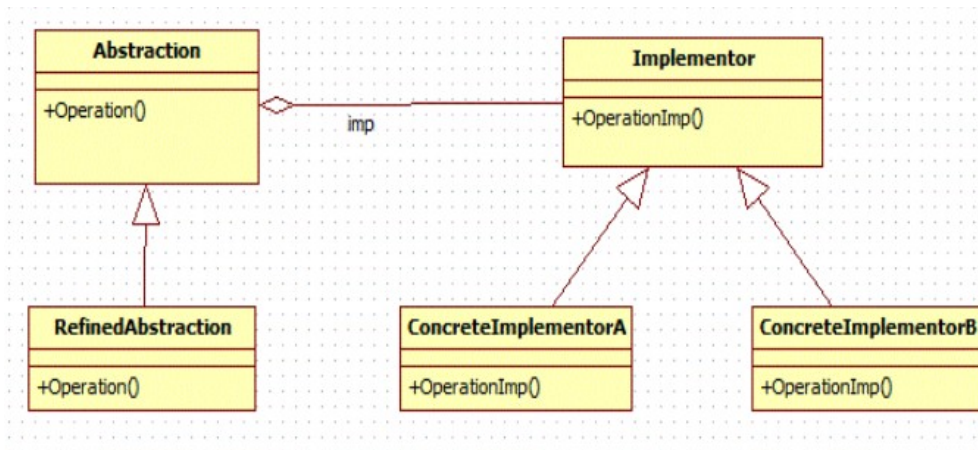 Abstraction
+Operation()
imp
Implementor
+OperationImp()
RefinedAbstraction
+Operation()
ConcreteImplementorA
+OperationImp()
ConcreteImplementorB
+OperationImp()